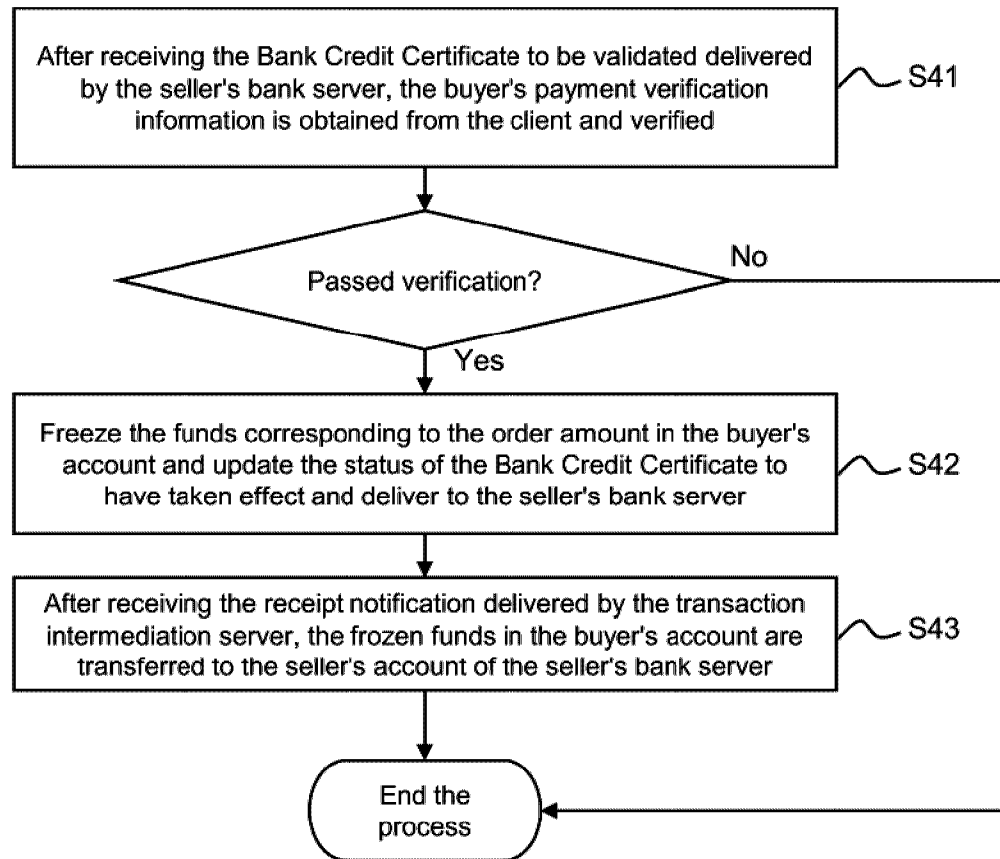 After receiving the Bank Credit Certificate to be validated delivered
by the seller's bank server, the buyer's payment verification
information is obtained from the client and verified
S41
Passed verification?
No
Yes
Freeze the funds corresponding to the order amount in the buyer's
account and update the status of the Bank Credit Certificate to
have taken effect and deliver to the seller's bank server
S42
After receiving the receipt notification delivered by the transaction
intermediation server, the frozen funds in the buyer's account are
transferred to the seller's account of the seller's bank server
S43
End the
process